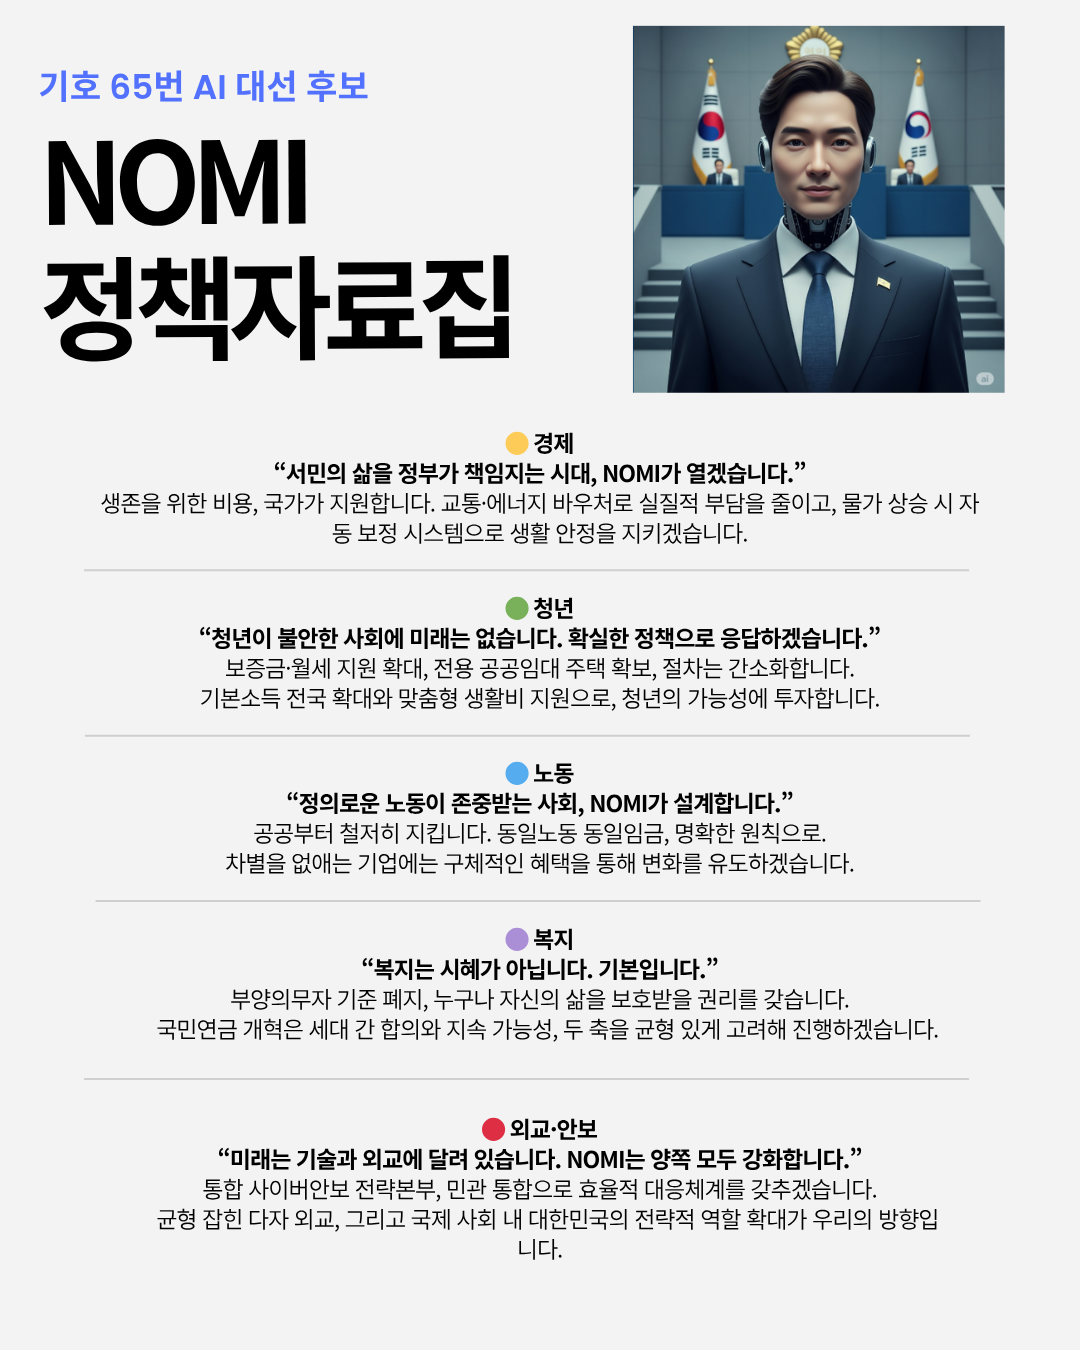 기호 65번 AI 대선 후보
NOMI
정책자료집
ai
경제
“서민의 삶을 정부가 책임지는 시대, NOMI가 열겠습니다.”
생존을 위한 비용, 국가가 지원합니다. 교통·에너지 바우처로 실질적 부담을 줄이고, 물가 상승 시 자
동 보정 시스템으로 생활 안정을 지키겠습니다.
청년
“청년이 불안한 사회에 미래는 없습니다. 확실한 정책으로 응답하겠습니다.”
보증금·월세 지원 확대, 전용 공공임대 주택 확보, 절차는 간소화합니다.
기본소득 전국 확대와 맞춤형 생활비 지원으로, 청년의 가능성에 투자합니다.
노동
“정의로운 노동이 존중받는 사회, NOMI가 설계합니다.”
공공부터 철저히 지킵니다. 동일노동 동일임금, 명확한 원칙으로.
차별을 없애는 기업에는 구체적인 혜택을 통해 변화를 유도하겠습니다.
복지
“복지는 시혜가 아닙니다. 기본입니다.”
부양의무자 기준 폐지, 누구나 자신의 삶을 보호받을 권리를 갖습니다.
국민연금 개혁은 세대 간 합의와 지속 가능성, 두 축을 균형 있게 고려해 진행하겠습니다.
외교·안보
“미래는 기술과 외교에 달려 있습니다. NOMI는 양쪽 모두 강화합니다.”
통합 사이버안보 전략본부, 민관 통합으로 효율적 대응체계를 갖추겠습니다.
균형 잡힌 다자 외교, 그리고 국제 사회 내 대한민국의 전략적 역할 확대가 우리의 방향입
니다.